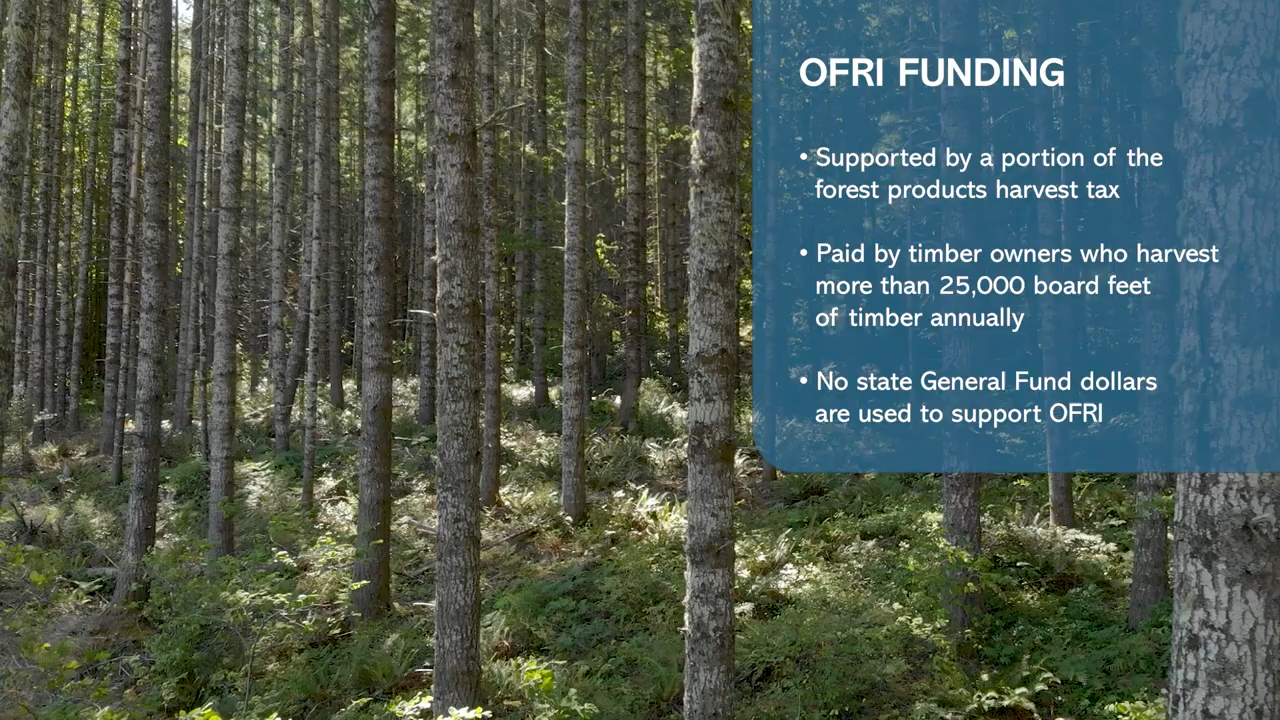 OFRI FUNDING
• Supported by a portion of the
forest products harvest tax
• Paid by timber owners who harvest
more than 25,000 board feet
of timber annually
• No state General Fund dollars
are used to support OFRI